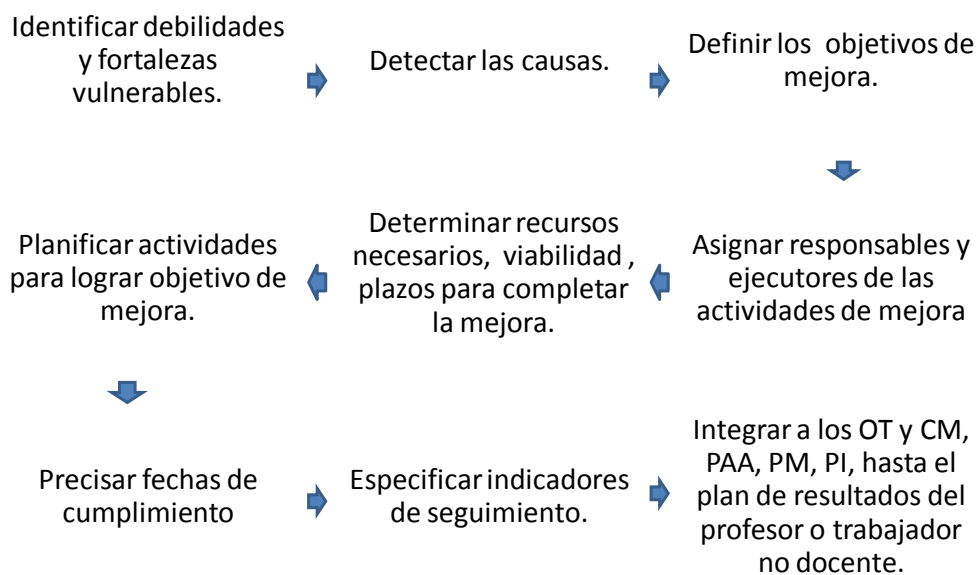 Identificar debilidades
y fortalezas
vulnerables.
Detectar las causas.
Definir los objetivos de
mejora.
Asignar responsables y
ejecutores de las
actividades de mejora
Determinar recursos
necesarios, viabilidad ,
plazos para completar
la mejora.
Planificar actividades
para lograr objetivo de
mejora.
Precisar fechas de
cumplimiento
Especificar indicadores
de seguimiento.
Integrar a los OT y CM,
PAA, PM, PI, hasta el
plan de resultados del
profesor o trabajador
no docente.